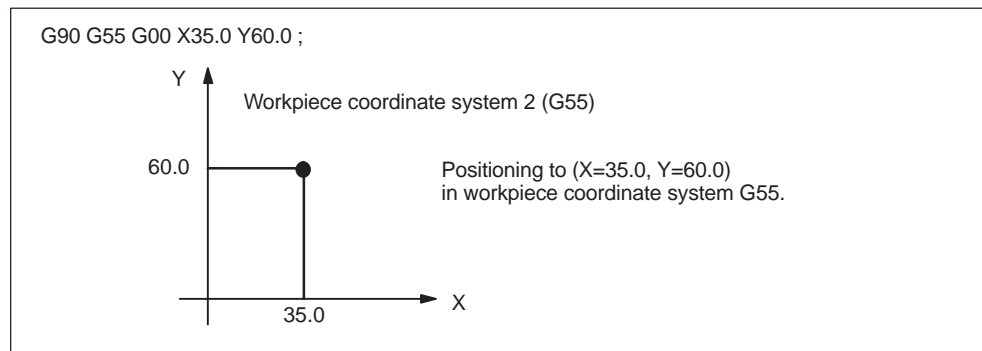 G90 G55 G00 X35.0 Y60.0 ;
Y
Workpiece coordinate system 2 (G55)
60.0
Positioning to (X=35.0, Y=60.0)
in workpiece coordinate system G55.
X
35.0